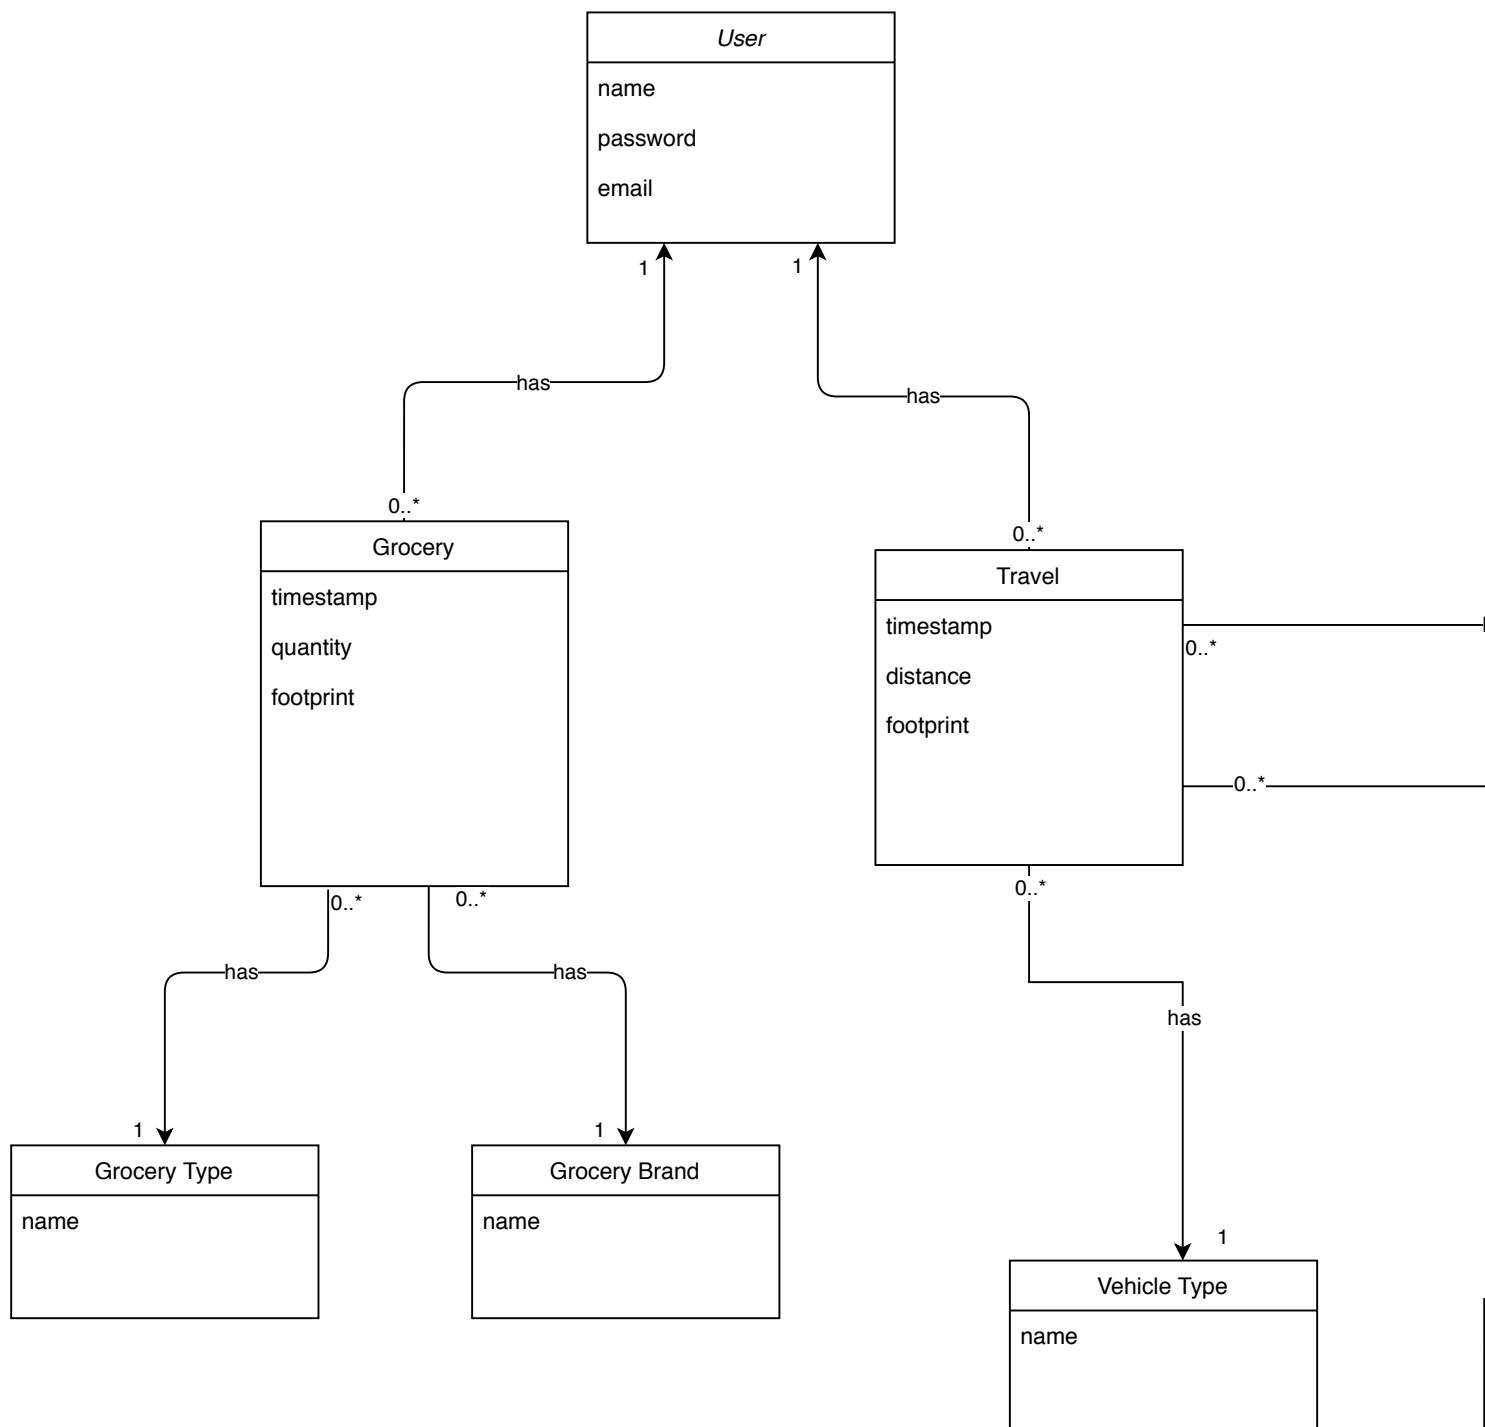 User
name
password
email
1
1
has
has
0..*
0..*
Grocery
timestamp
quantity
footprint
Travel
timestamp
distance
footprint
0..*
0..*
0..*
0..*
0..*
has
has
has
1
1
1
Grocery Type
name
Grocery Brand
name
Vehicle Type
name